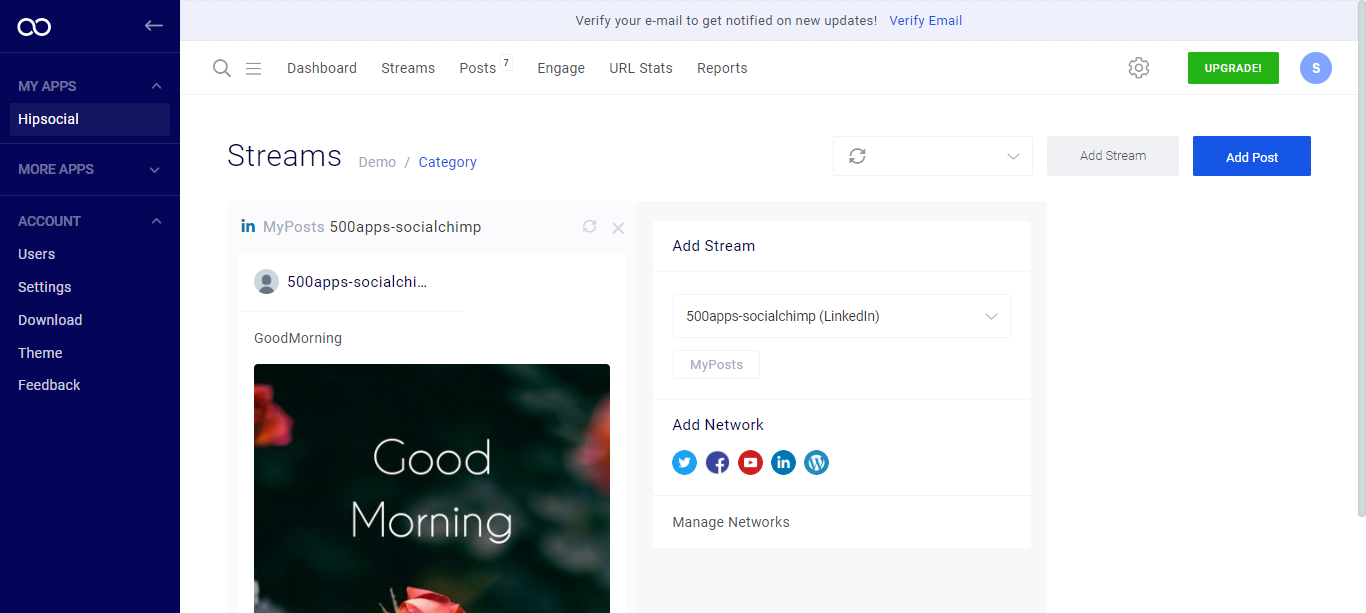 Verify your e-mail to get notified on new updates! Verify Email
MY APPS
Hipsocial
MORE APPS
ACCOUNT
Users
Settings
Download
Theme
Feedback
Dashboard Streams Posts 7 Engage URL Stats Reports
UPGRADE! S
Streams Demo / Category
Add Stream Add Post
in MyPosts 500apps-socialchimp
500apps-socialchi...
GoodMorning
Good
Morning
Add Stream
500apps-socialchimp (LinkedIn)
MyPosts
Add Network
Manage Networks